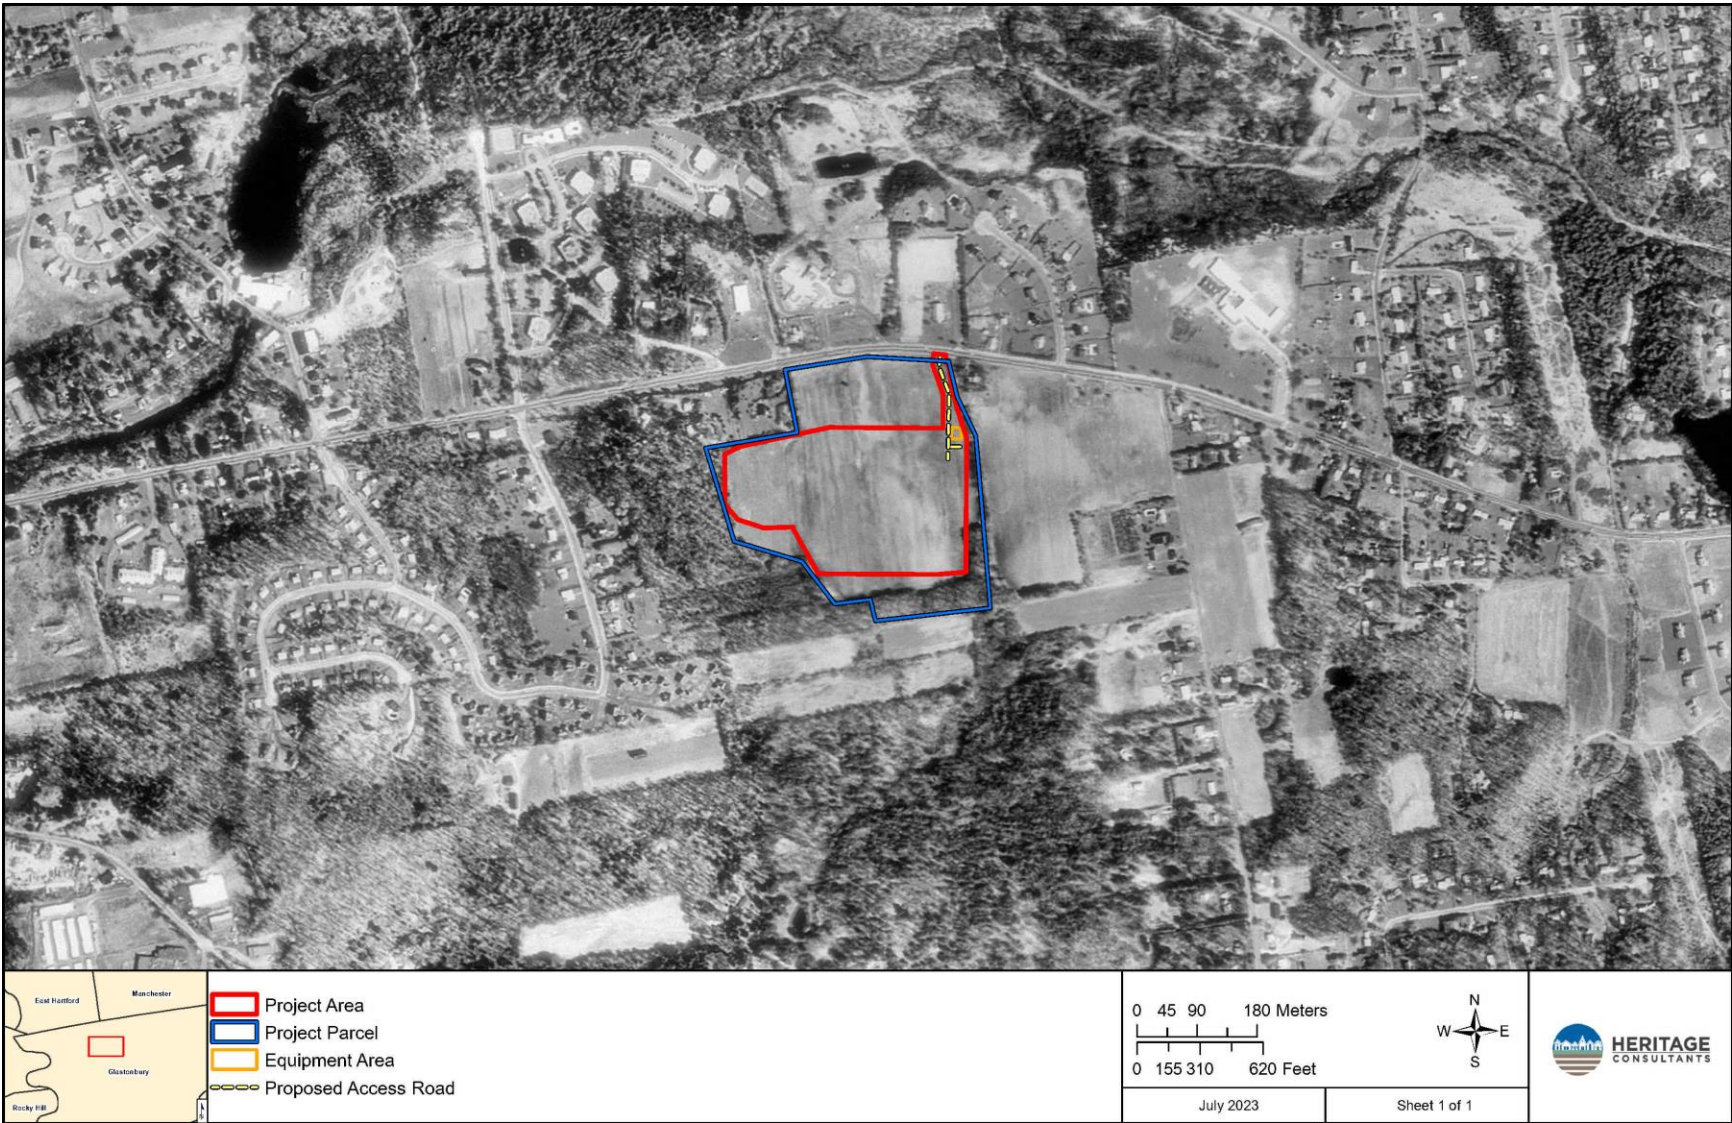 East Hartford
Manchester
Glastonbury
Rocky Hill
Project Area
Project Parcel
Equipment Area
Proposed Access Road
0 45 90 180 Meters
0 155 310 620 Feet
N
W E
S
July 2023
Sheet 1 of 1
HERITAGE
CONSULTANTS